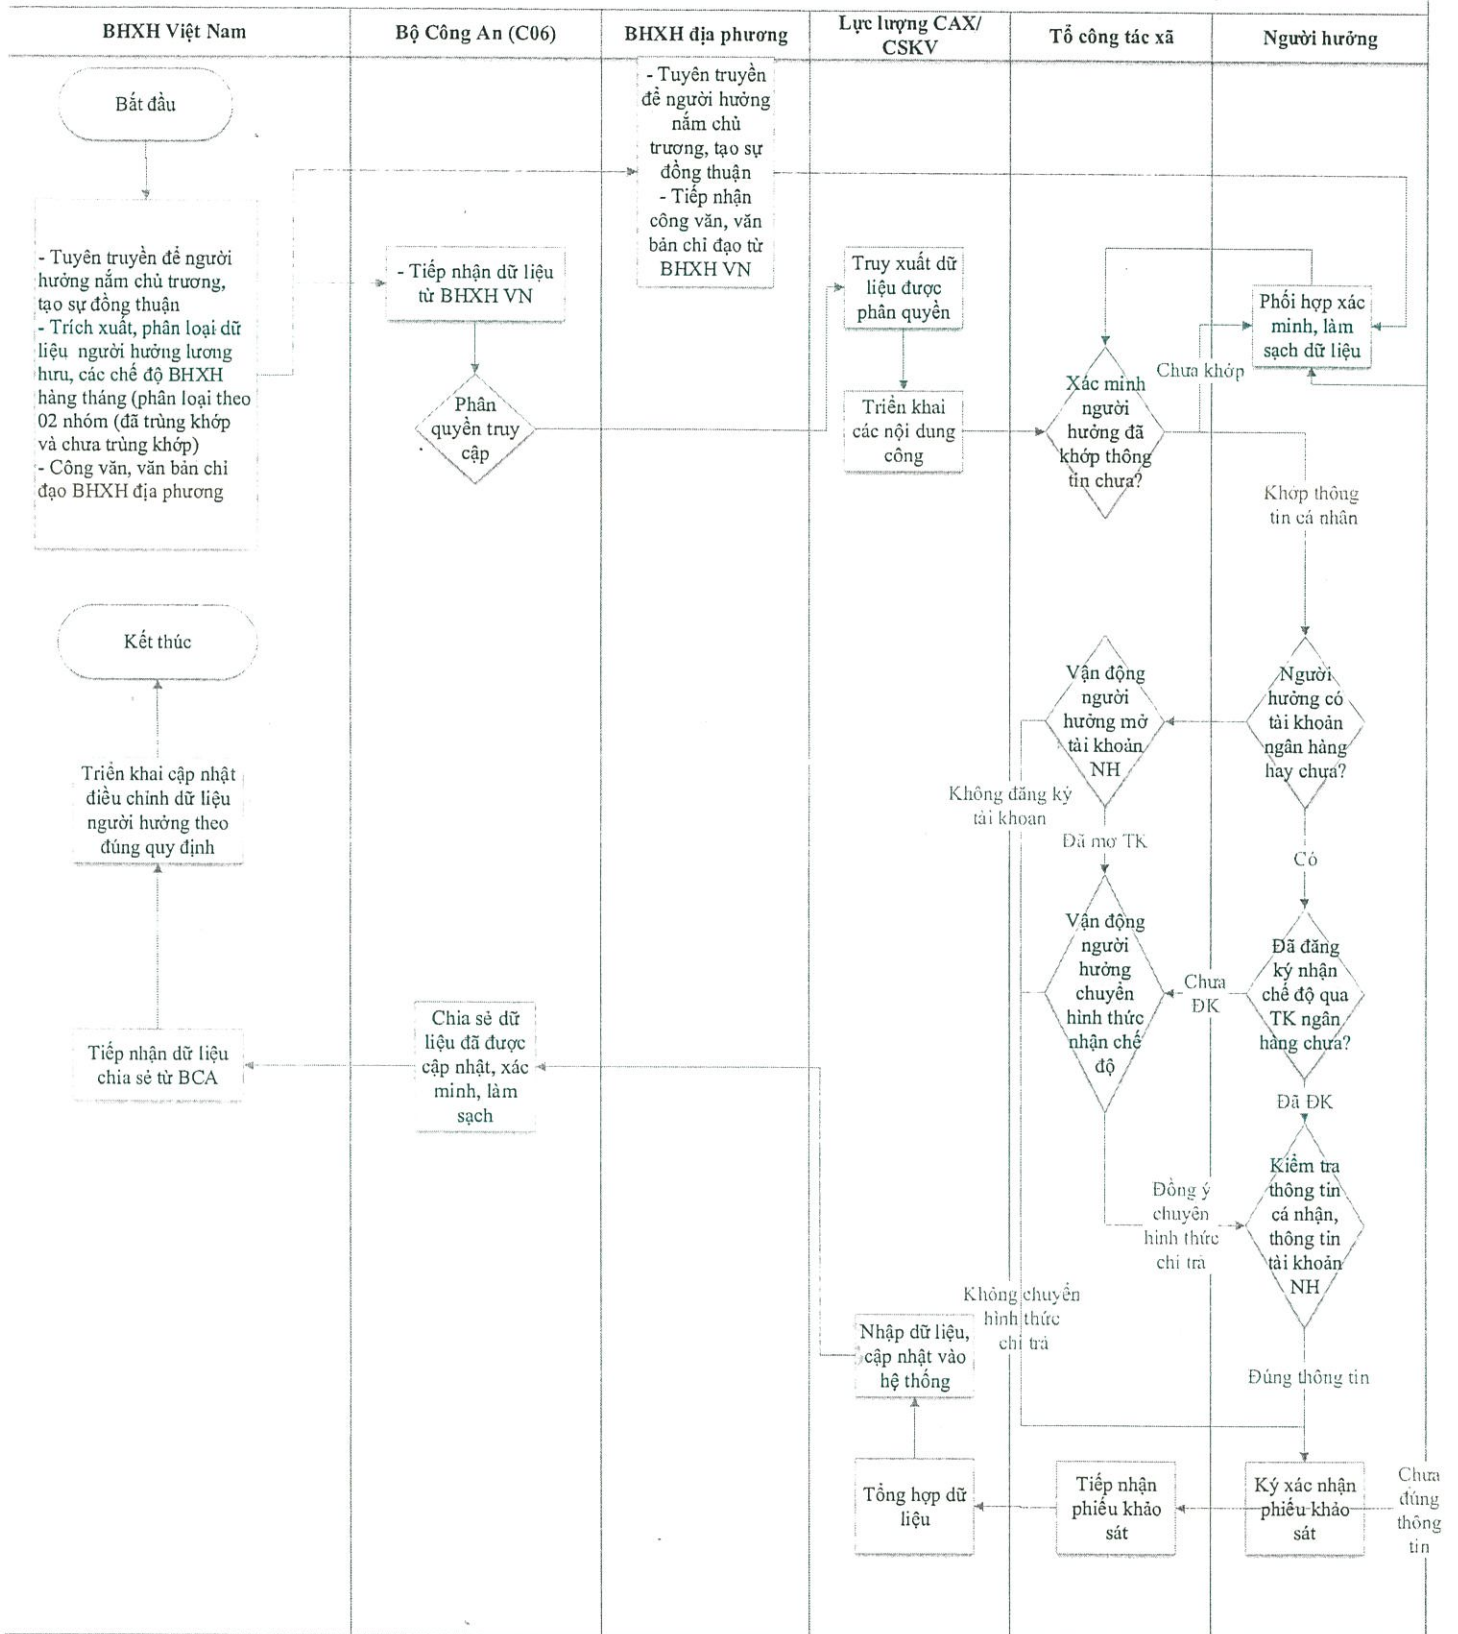 BHXH Việt Nam
Bộ Công An (C06)
BHXH địa phương
Lực lượng CAX/
CSKV
Tổ công tác xã
Người hưởng
Bắt đầu
- Tuyên truyền để người
hưởng nắm chủ trương,
tạo sự đồng thuận
- Trích xuất, phân loại dữ
liệu người hưởng lương
hưu, các chế độ BHXH
hàng tháng (phân loại theo
02 nhóm (đã trùng khớp
và chưa trùng khớp)
- Công văn, văn bản chỉ
đạo BHXH địa phương
- Tiếp nhận dữ liệu
từ BHXH VN
Phân
quyền truy
cập
- Tuyên truyền
để người hưởng
nắm chủ
trương, tạo sự
đồng thuận
- Tiếp nhận
công văn, văn
bản chỉ đạo từ
BHXH VN
Truy xuất dữ
liệu được
phân quyền
Triển khai
các nội dung
công
Xác minh
người
hưởng đã
khớp thông
tin chưa?
Chưa khớp
Phối hợp xác
minh, làm
sạch dữ liệu
Khớp thông
tin cá nhân
Kết thúc
Triển khai cập nhật
điều chỉnh dữ liệu
người hưởng theo
đúng quy định
Tiếp nhận dữ liệu
chia sẻ từ BCA
Chia sẻ dữ
liệu đã được
cập nhật, xác
minh, làm
sạch
Vận động
người
hưởng mở
tài khoản
NH
Người
hưởng có
tài khoản
ngân hàng
hay chưa?
Không đăng ký
tài khoản
Đã mở TK
Có
Vận động
người
hưởng
chuyển
hình thức
nhận chế
độ
Chưa
ĐK
Đã đăng
ký nhận
chế độ qua
TK ngân
hàng chưa?
Đã ĐK
Đồng ý
chuyển
hình thức
chi trả
Kiểm tra
thông tin
cá nhận,
thông tin
tài khoản
NH
Không chuyển
hình thức
chi trả
Đúng thông tin
Nhập dữ liệu,
cập nhật vào
hệ thống
Tổng hợp dữ
liệu
Tiếp nhận
phiếu khảo
sát
Ký xác nhận
phiếu khảo
sát
Chưa
đúng
thông
tin